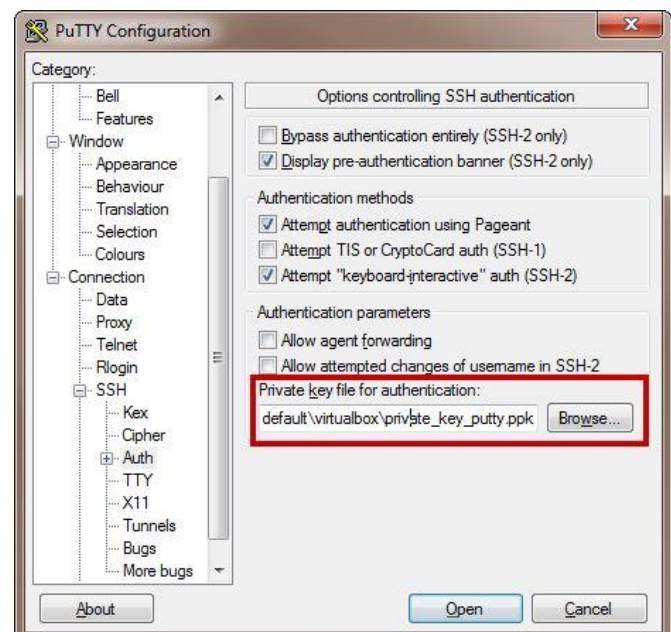 PuTTY Configuration
Category:
Bell
Features
Window
Appearance
Behaviour
Translation
Selection
Colours
Connection
Data
Proxy
Telnet
Rlogin
SSH
Kex
Cipher
Auth
TTY
X11
Tunnels
Bugs
More bugs
Options controlling SSH authentication
Bypass authentication entirely (SSH-2 only)
Display pre-authentication banner (SSH-2 only)
Authentication methods
Attempt authentication using Pageant
Attempt TIS or CryptoCard auth (SSH-1)
Attempt "keyboard-interactive" auth (SSH-2)
Authentication parameters
Allow agent forwarding
Allow attempted changes of username in SSH-2
Private key file for authentication:
default\virtualbox\private_key_putty.ppk Browse...
About Open Cancel